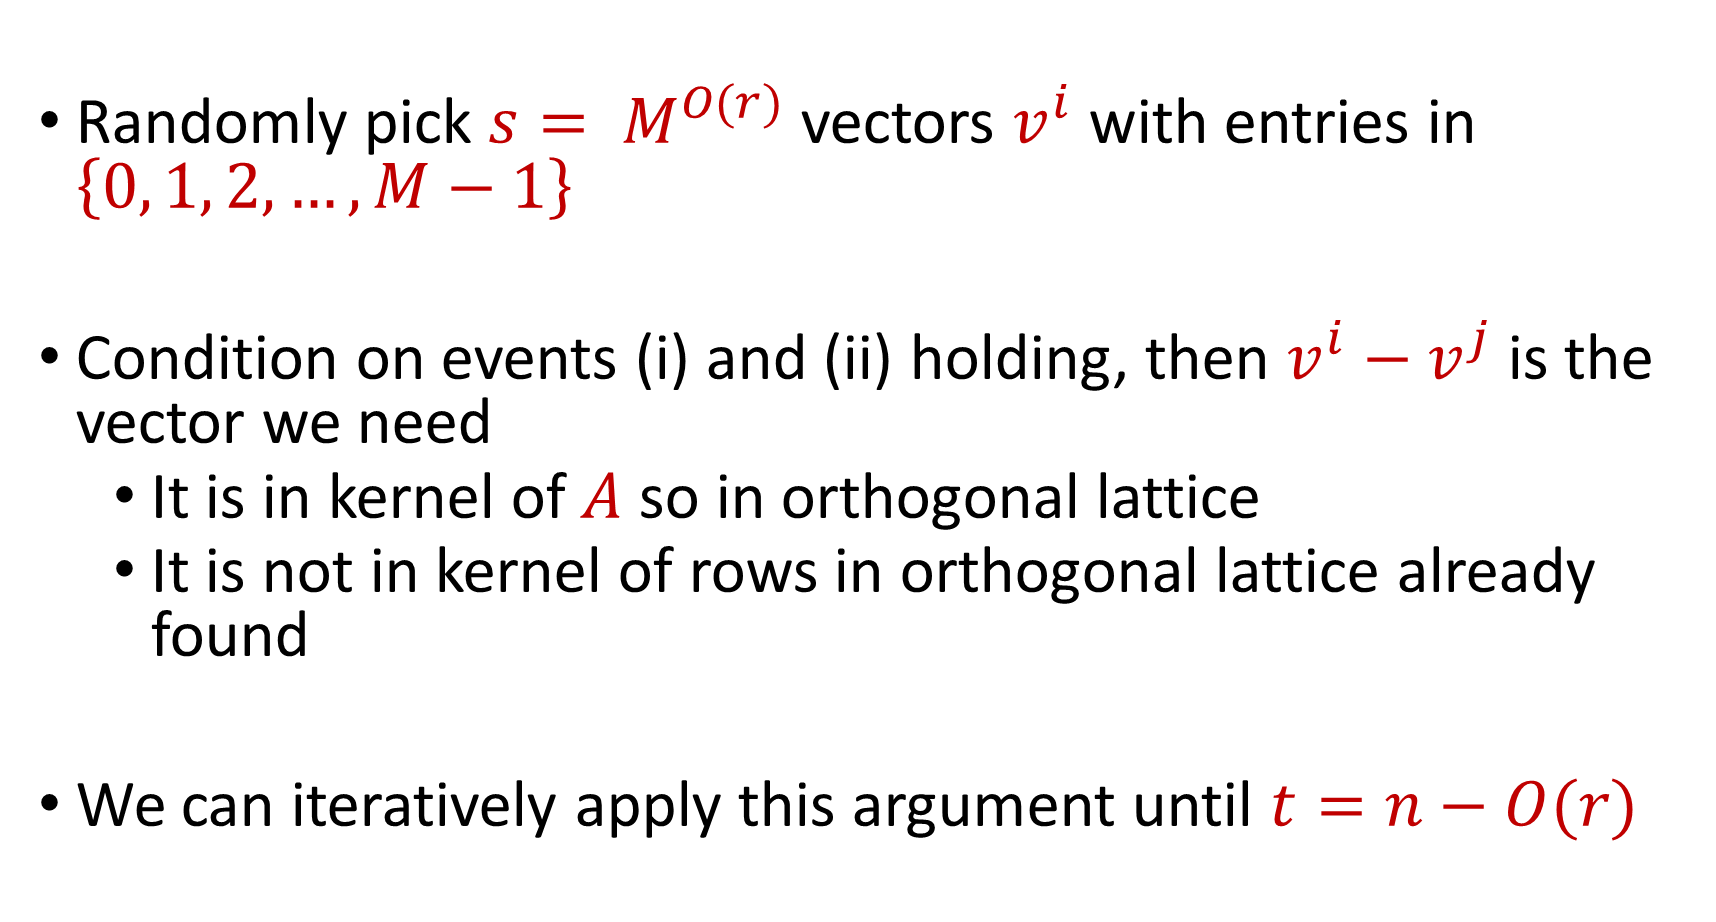 • Randomly pick s = M^{O(r)} vectors v^i with entries in
{0, 1, 2, … , M − 1}
• Condition on events (i) and (ii) holding, then v^i − v^j is the
vector we need
• It is in kernel of A so in orthogonal lattice
• It is not in kernel of rows in orthogonal lattice already
found
• We can iteratively apply this argument until t = n − O(r)